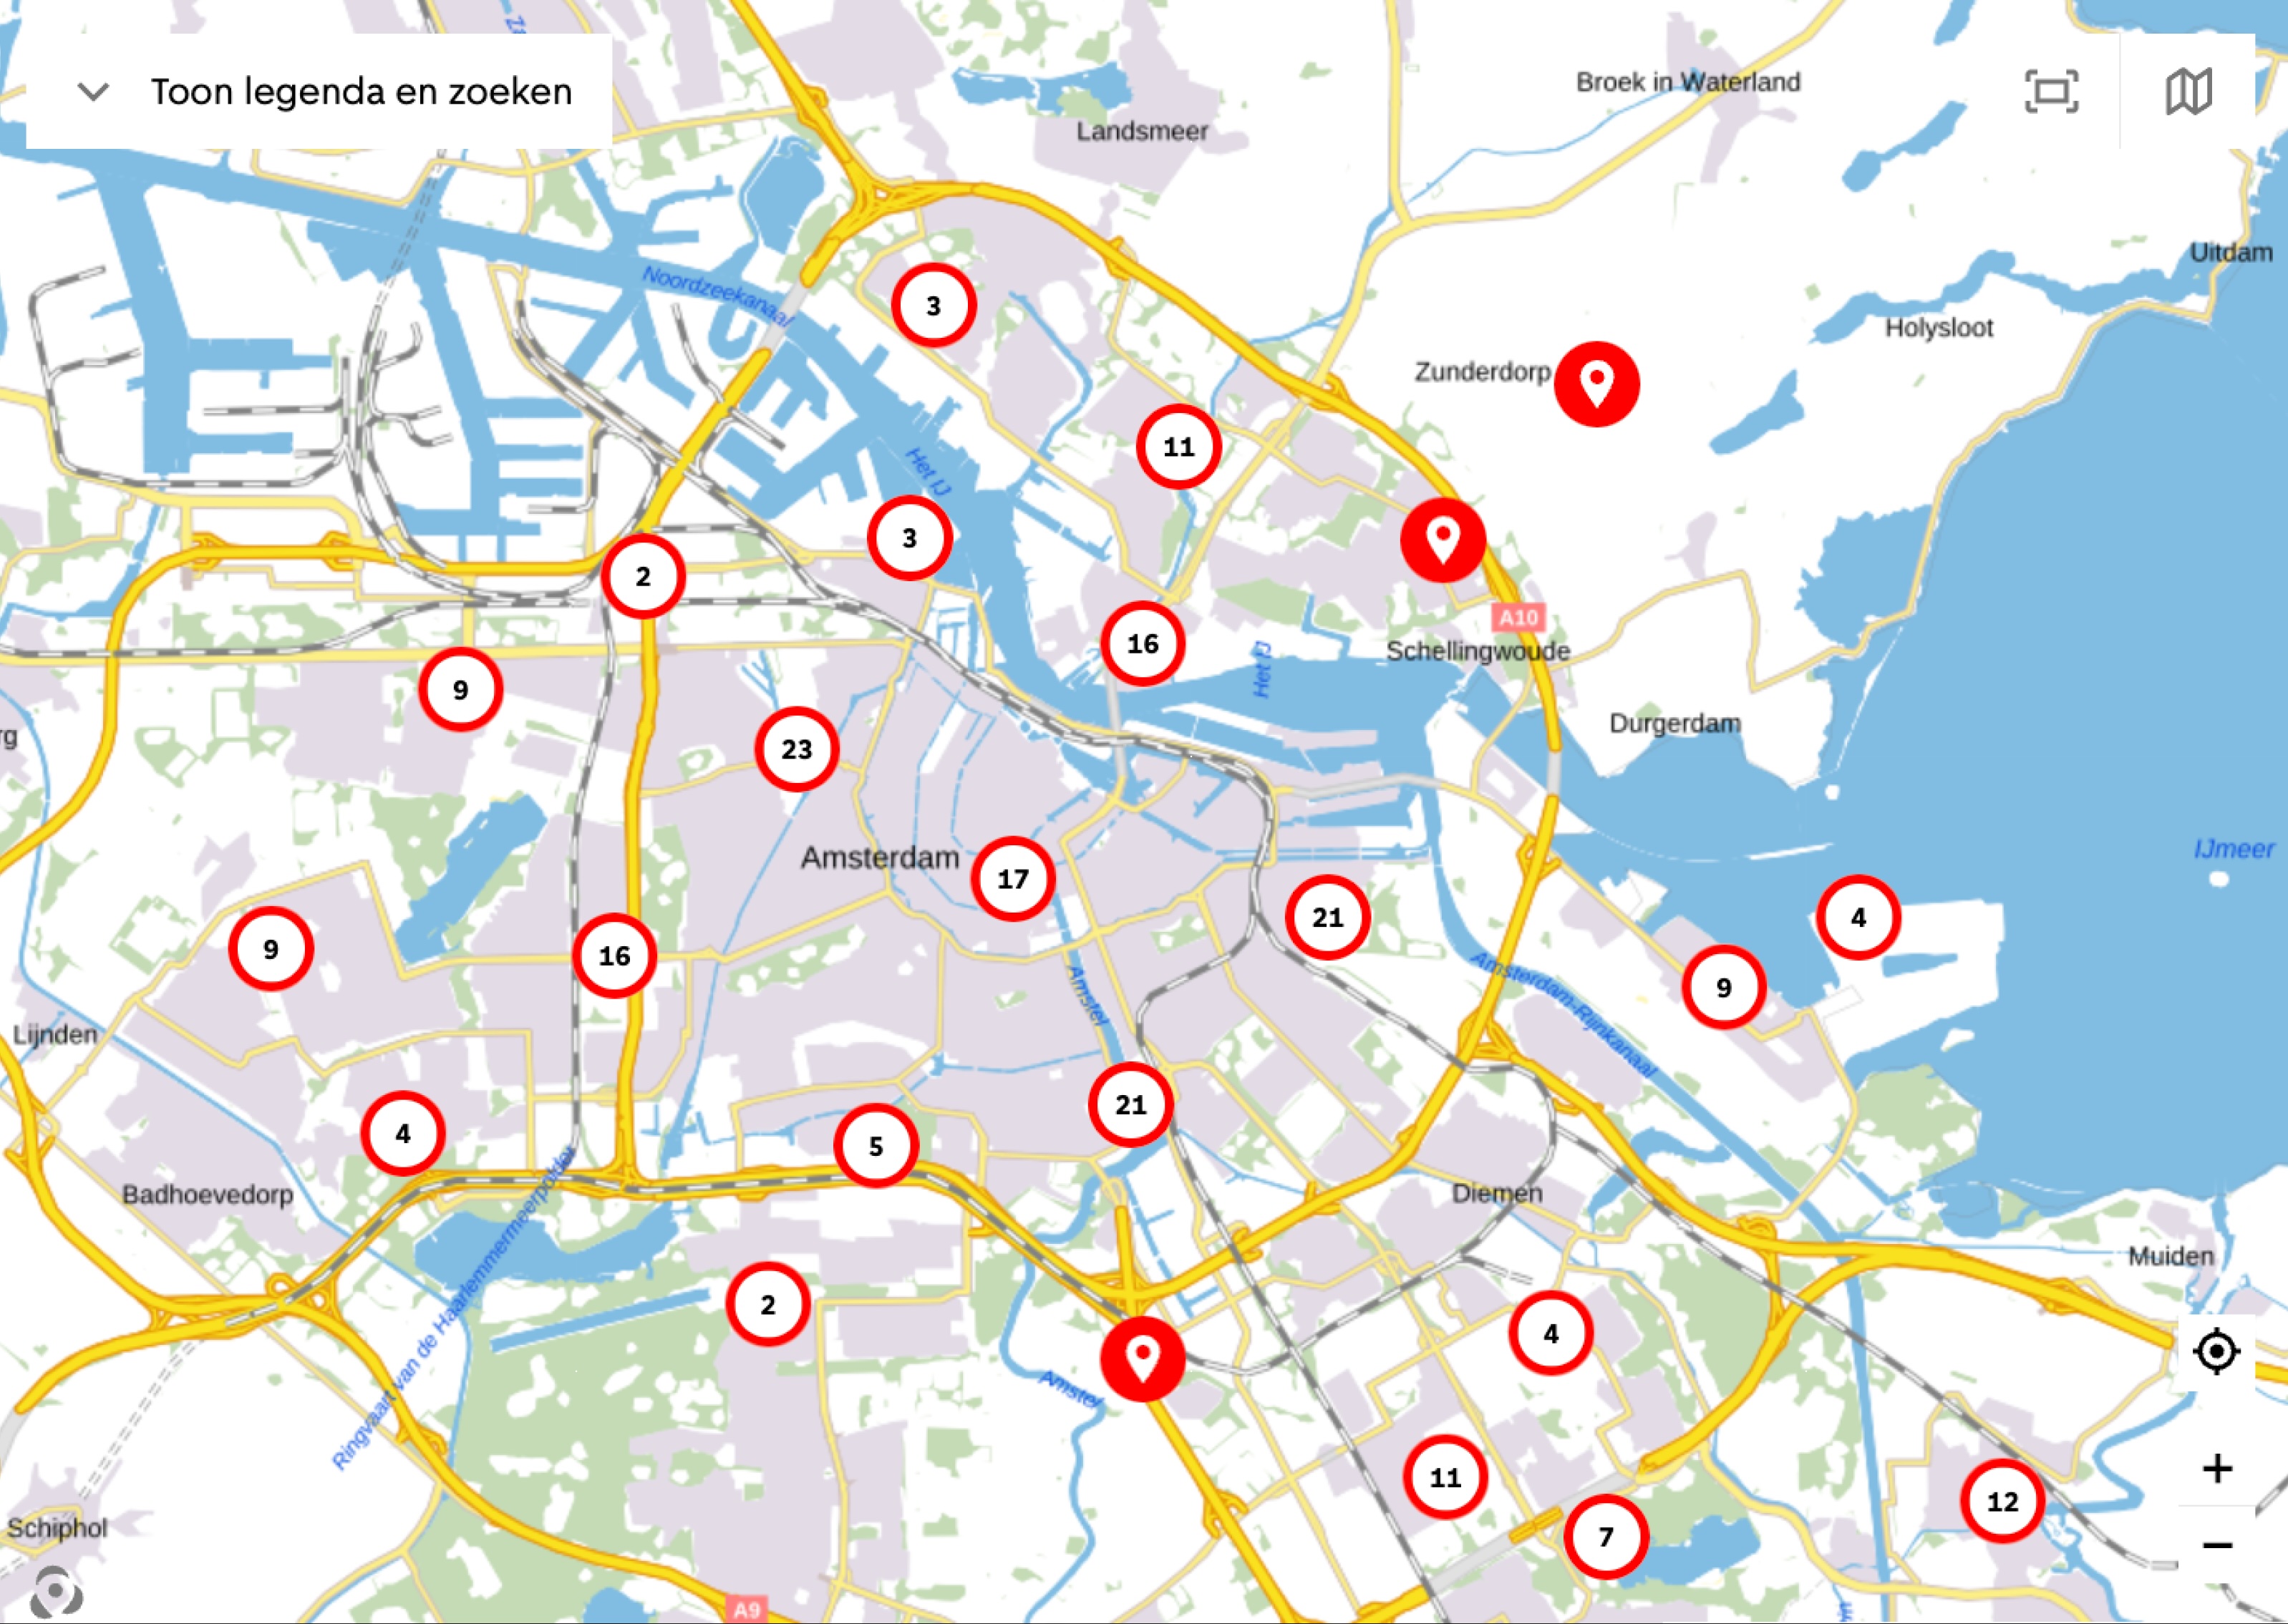 Toon legenda en zoeken
Broek in Waterland
Landsmeer
Uitdam
Noordzeekanaal
3
Holysloot
Zunderdorp
11
Het IJ
3
2
A10
16
Schellingwoude
Het IJ
9
Durgerdam
23
IJmeer
Amsterdam
17
21
4
9
16
Amsterdam-Rijnkanaal
9
Amstel
Lijnden
21
4
5
Badhoevedorp
Diemen
Muiden
2
Ringvaart van de Haarlemmermeerpolder
4
Amstel
11
12
Schiphol
7
A9